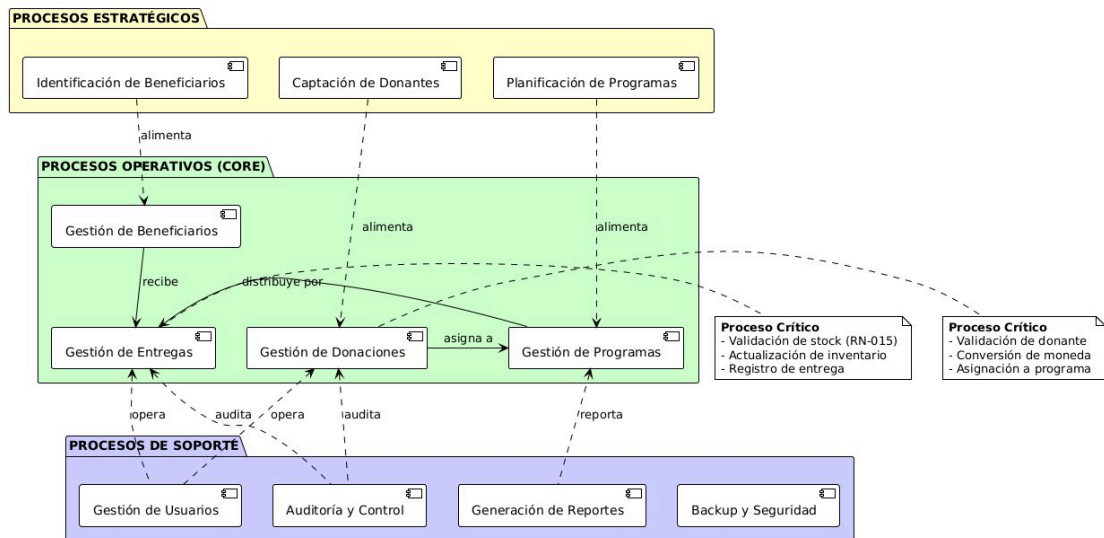 PROCESOS ESTRATÉGICOS
Identificación de Beneficiarios
Captación de Donantes
Planificación de Programas
alimenta
PROCESOS OPERATIVOS (CORE)
Gestión de Beneficiarios
alimenta
alimenta
recibe
distribuye por
Gestión de Entregas
Gestión de Donaciones
asigna a
Gestión de Programas
Proceso Crítico
- Validación de stock (RN-015)
- Actualización de inventario
- Registro de entrega
Proceso Crítico
- Validación de donante
- Conversión de moneda
- Asignación a programa
opera
audita
opera
audita
reporta
PROCESOS DE SOPORTE
Gestión de Usuarios
Auditoría y Control
Generación de Reportes
Backup y Seguridad